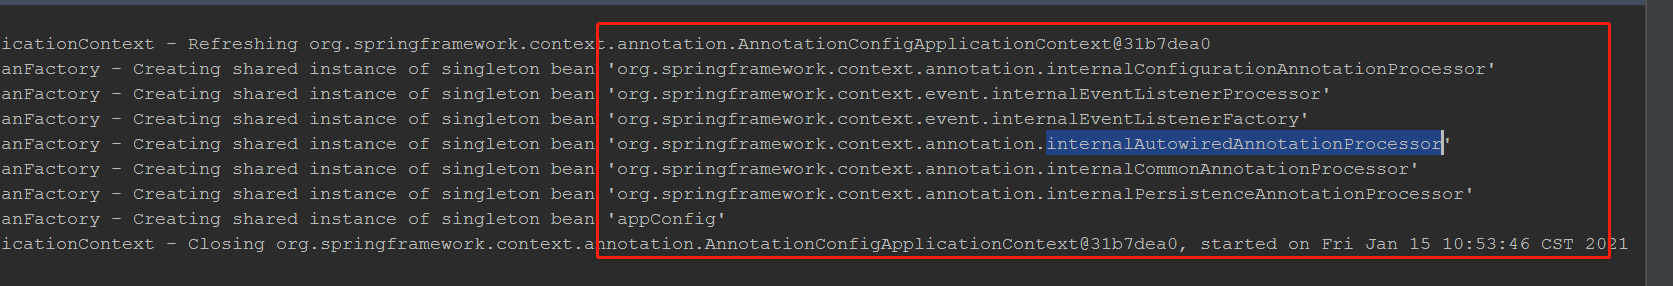 icationContext - Refreshing org.springframework.context.annotation.AnnotationConfigApplicationContext@31b7dea0
anFactory - Creating shared instance of singleton bean 'org.springframework.context.annotation.internalConfigurationAnnotationProcessor'
anFactory - Creating shared instance of singleton bean 'org.springframework.context.event.internalEventListenerProcessor'
anFactory - Creating shared instance of singleton bean 'org.springframework.context.event.internalEventListenerFactory'
anFactory - Creating shared instance of singleton bean 'org.springframework.context.annotation.internalAutowiredAnnotationProcessor'
anFactory - Creating shared instance of singleton bean 'org.springframework.context.annotation.internalCommonAnnotationProcessor'
anFactory - Creating shared instance of singleton bean 'org.springframework.context.annotation.internalPersistenceAnnotationProcessor'
anFactory - Creating shared instance of singleton bean 'appConfig'
icationContext - Closing org.springframework.context.annotation.AnnotationConfigApplicationContext@31b7dea0, started on Fri Jan 15 10:53:46 CST 2021